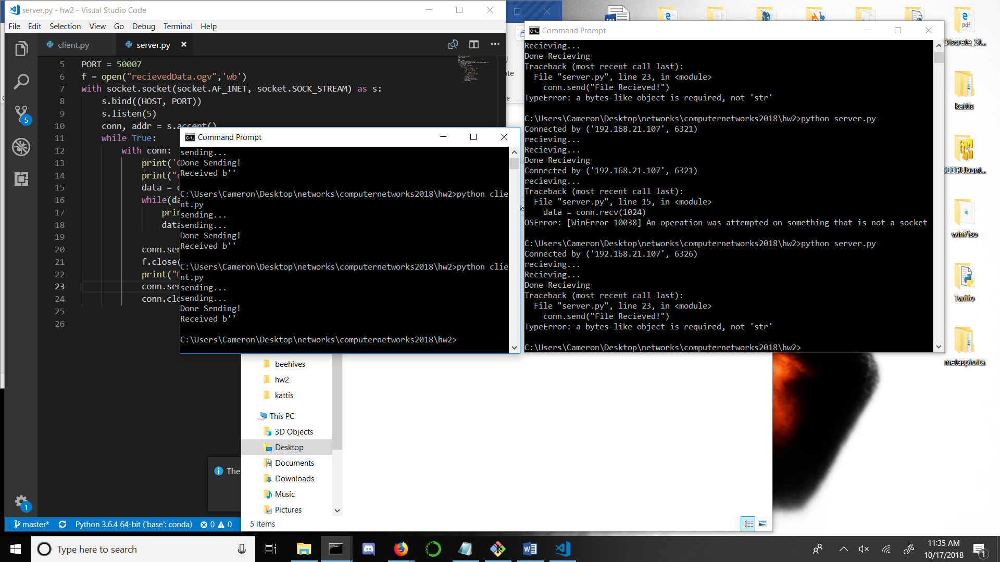 server.py - hw2 - Visual Studio Code
File Edit Selection View Go Debug Terminal Help
client.py
server.py
5 PORT = 50007
6 f = open("recievedData.ogv",'wb')
7 with socket.socket(socket.AF_INET, socket.SOCK_STREAM) as s:
8 s.bind((HOST, PORT))
9 s.listen(5)
10 conn, addr = s.accept()
11 while True:
12 with conn:
13 print('
14 print("
15 data =
16 while(
17
18 data
19
20
21 f.close(
22 print("
23
24
25
26
5
1
master*
Python 3.6.4 64-bit ('base': conda)
0
0
Command Prompt
sending...
Done Sending!
Received b''
C:\Users\Cameron\Desktop\networks\computernetworks2018\hw2>python clie
nt.py
sending...
sending...
Done Sending!
Received b''
C:\Users\Cameron\Desktop\networks\computernetworks2018\hw2>python clie
nt.py
sending...
sending...
Done Sending!
Received b''
C:\Users\Cameron\Desktop\networks\computernetworks2018\hw2>
Command Prompt
Recieving...
Done Recieving
Traceback (most recent call last):
File "server.py", line 23, in <module>
conn.send("File Recieved!")
TypeError: a bytes-like object is required, not 'str'
C:\Users\Cameron\Desktop\networks\computernetworks2018\hw2>python server.py
Connected by ('192.168.21.107', 6321)
recieving...
Recieving...
Done Recieving
Connected by ('192.168.21.107', 6321)
recieving...
Traceback (most recent call last):
File "server.py", line 15, in <module>
data = conn.recv(1024)
OSError: [WinError 10038] An operation was attempted on something that is not a socket
C:\Users\Cameron\Desktop\networks\computernetworks2018\hw2>python server.py
Connected by ('192.168.21.107', 6326)
recieving...
Recieving...
Done Recieving
Traceback (most recent call last):
File "server.py", line 23, in <module>
conn.send("File Recieved!")
TypeError: a bytes-like object is required, not 'str'
C:\Users\Cameron\Desktop\networks\computernetworks2018\hw2>
beehives
hw2
kattis
This PC
3D Objects
Desktop
Documents
Downloads
Music
Pictures
5 items
pdf
Discrete_St...
kattis
SEEDUbunt...
win7iso
Twilio
metasploita
Type here to search
11:35 AM
10/17/2018
1